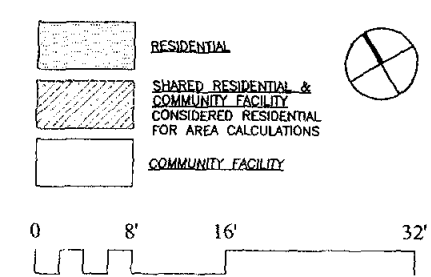 RESIDENTIAL
SHARED RESIDENTIAL &
COMMUNITY FACILITY
CONSIDERED RESIDENTIAL
FOR AREA CALCULATIONS
COMMUNITY FACILITY
0 8' 16' 32'